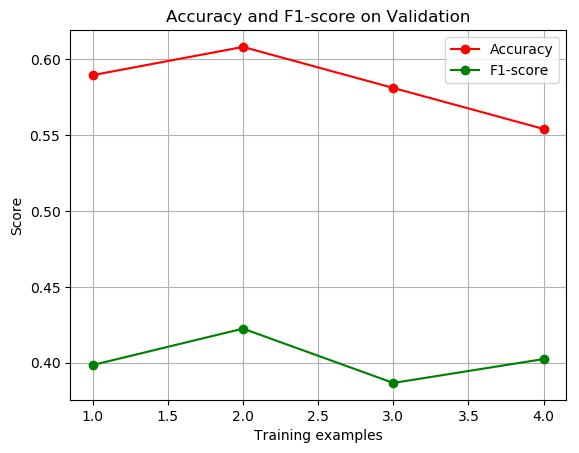 Accuracy and F1-score on Validation
Accuracy
F1-score
Score
0.60
0.55
0.50
0.45
0.40
1.0 1.5 2.0 2.5 3.0 3.5 4.0
Training examples